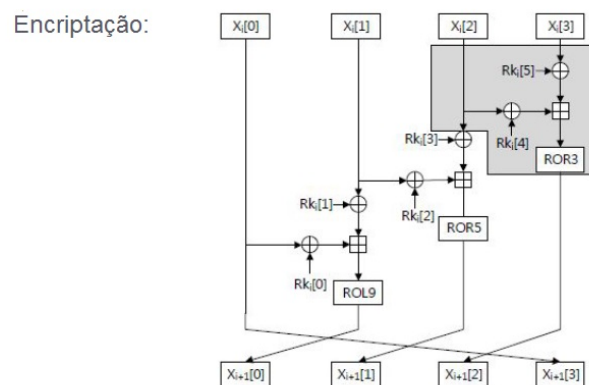 Encriptação:
Xᵢ[0] Xᵢ[1] Xᵢ[2] Xᵢ[3]
Rkᵢ[5]
Rkᵢ[4]
Rkᵢ[3]
ROR3
Rkᵢ[1]
Rkᵢ[2]
ROR5
Rkᵢ[0]
ROL9
Xᵢ₊₁[0] Xᵢ₊₁[1] Xᵢ₊₁[2] Xᵢ₊₁[3]